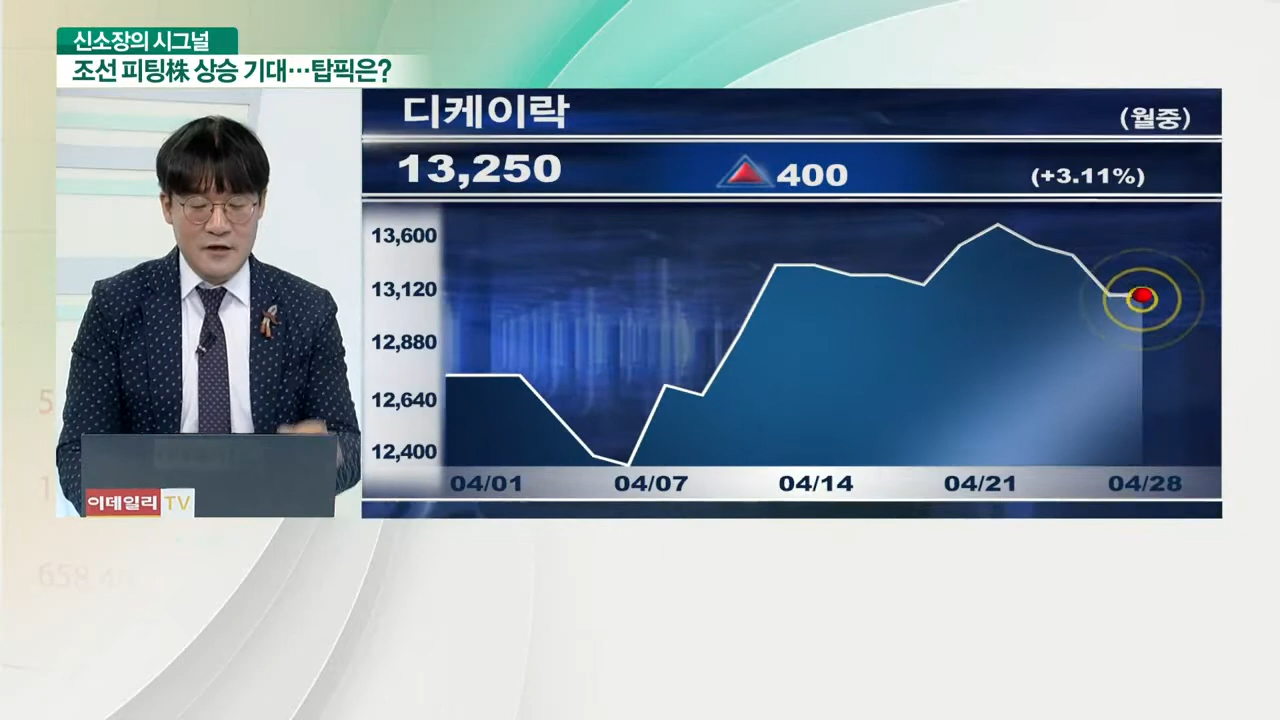 신소장의 시그널
조선 피팅株 상승 기대…탑픽은?
디케이락
(월중)
13,250
400
(+3.11%)
13,600
13,120
12,880
12,640
12,400
04/01
04/07
04/14
04/21
04/28
이데일리 TV